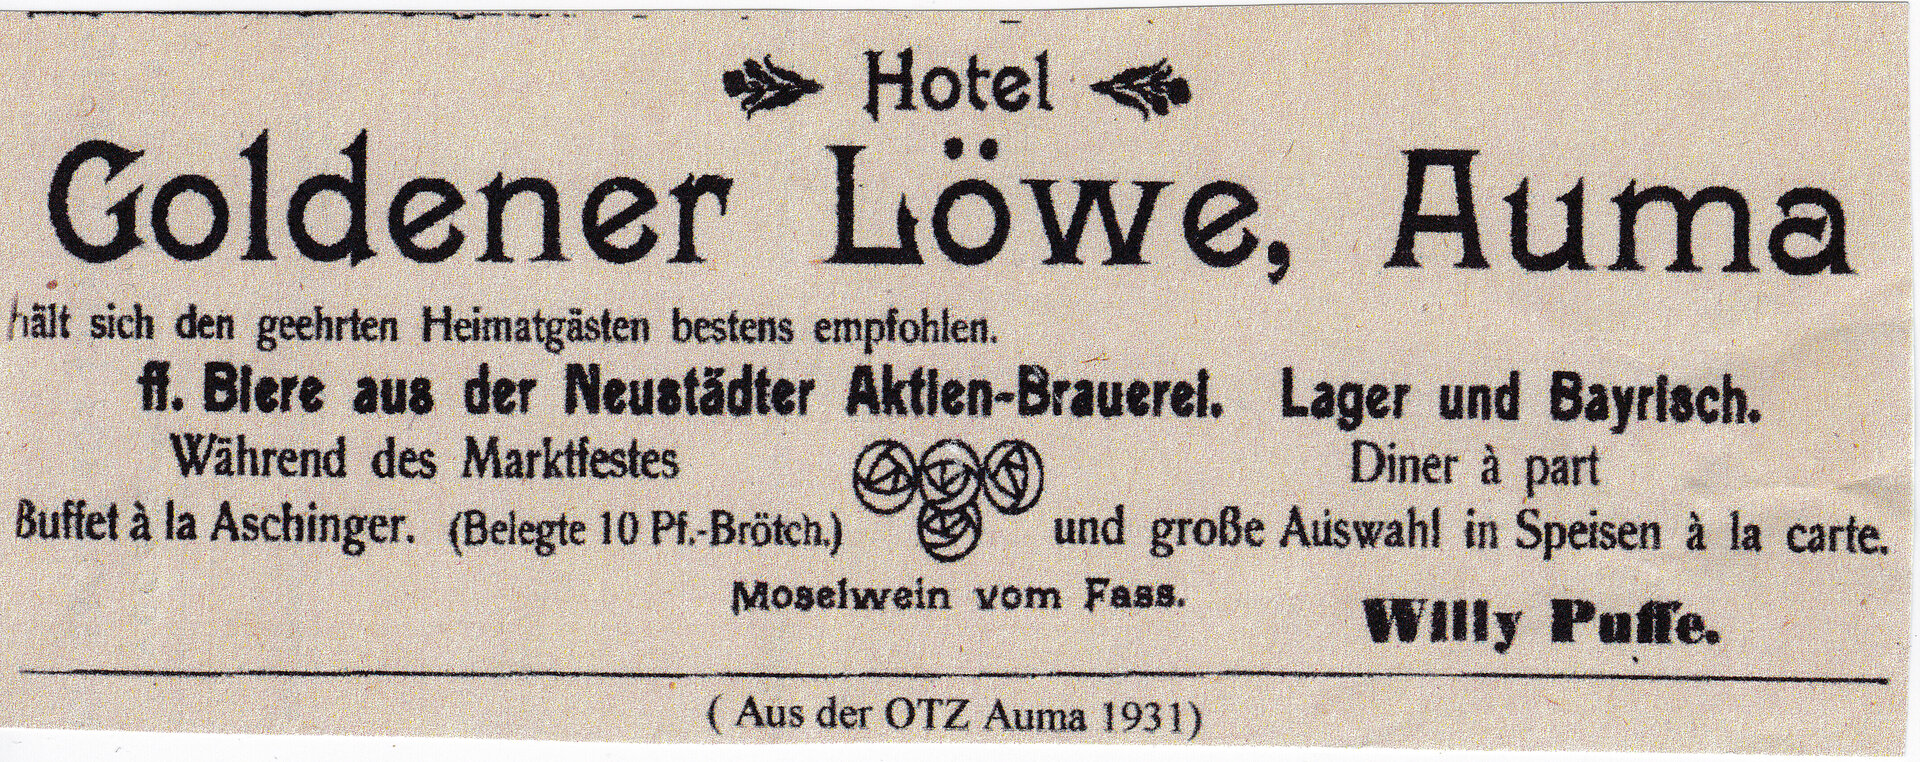 Hotel
Goldener Löwe, Auma
hält sich den geehrten Heimatgästen bestens empfohlen.
ff. Biere aus der Neustädter Aktien-Brauerei. Lager und Bayrisch.
Während des Marktfestes
Buffet à la Aschinger. (Belegte 10 Pf.-Brötch.)
Diner à part
und große Auswahl in Speisen à la carte.
Moselwein vom Fass.
Willy Puffe.
( Aus der OTZ Auma 1931)